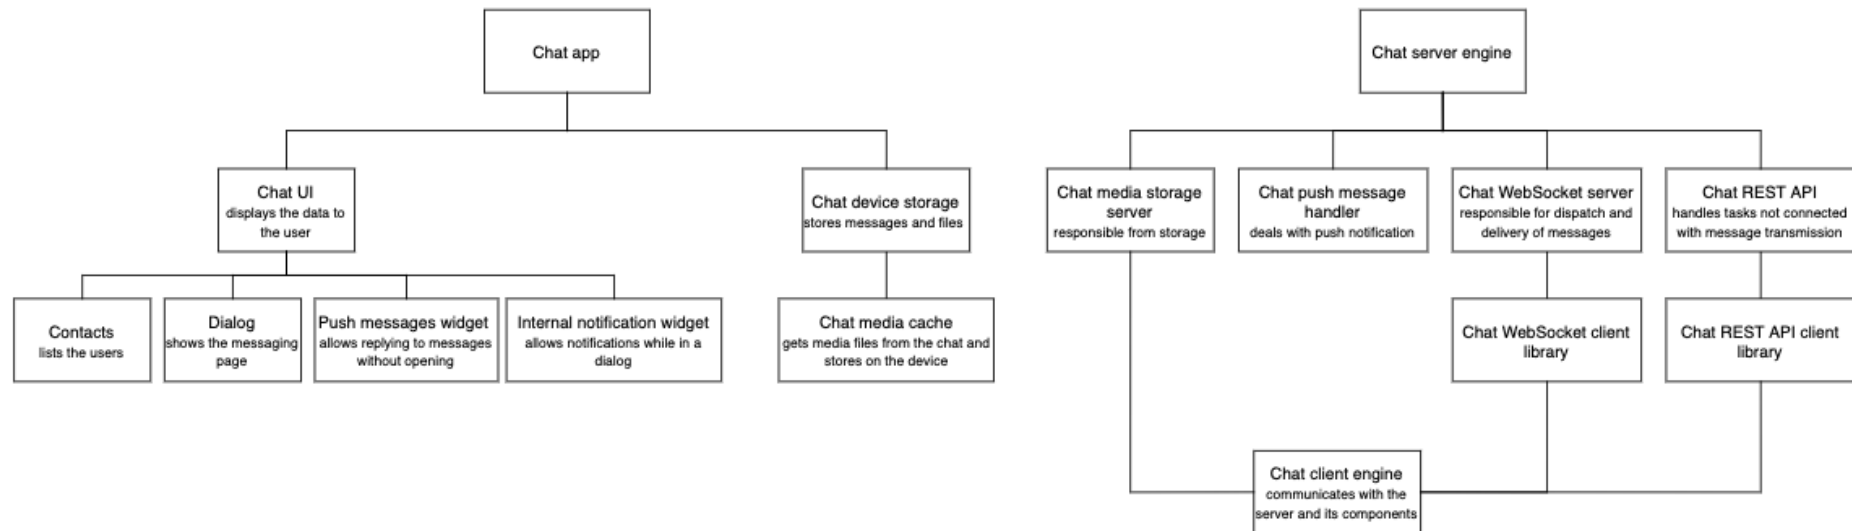 Chat app
Chat server engine
Chat UI
displays the data to
the user
Chat device storage
stores messages and files
Chat media storage
server
responsible from storage
Chat push message
handler
deals with push notification
Chat WebSocket server
responsible for dispatch and
delivery of messages
Chat REST API
handles tasks not connected
with message transmission
Contacts
lists the users
Dialog
shows the messaging
page
Push messages widget
allows replying to messages
without opening
Internal notification widget
allows notifications while in a
dialog
Chat media cache
gets media files from the chat and
stores on the device
Chat WebSocket client
library
Chat REST API client
library
Chat client engine
communicates with the
server and its components